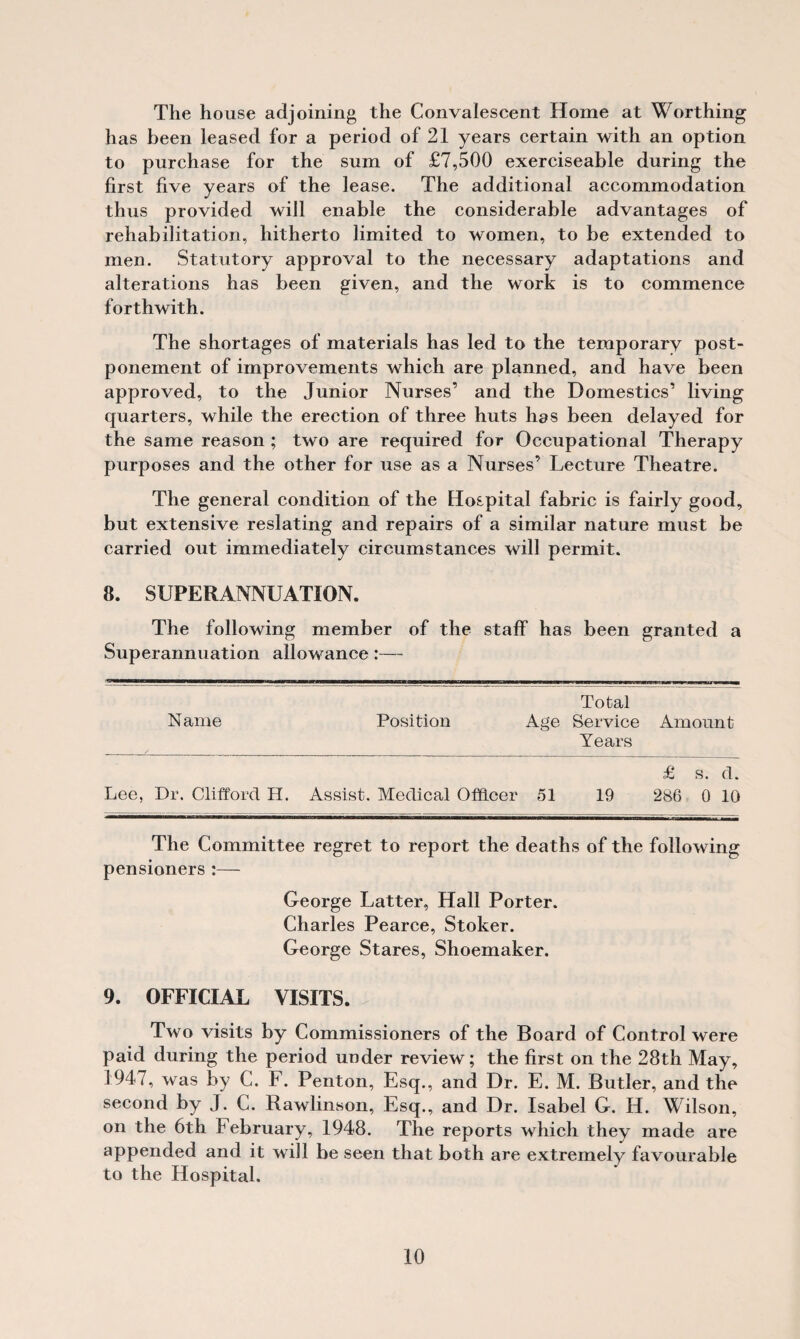 The house adjoining the Convalescent Home at Worthing
has been leased for a period of 21 years certain with an option
to purchase for the sum of £7,500 exerciseable during the
first five years of the lease. The additional accommodation
thus provided will enable the considerable advantages of
rehabilitation, hitherto limited to women, to be extended to
men. Statutory approval to the necessary adaptations and
alterations has been given, and the work is to commence
forthwith.
The shortages of materials has led to the temporary post-
ponement of improvements which are planned, and have been
approved, to the Junior Nurses' and the Domestics' living
quarters, while the erection of three huts has been delayed for
the same reason ; two are required for Occupational Therapy
purposes and the other for use as a Nurses' Lecture Theatre.
The general condition of the Hospital fabric is fairly good,
but extensive reslating and repairs of a similar nature must be
carried out immediately circumstances will permit.
8. SUPERANNUATION.
The following member of the staff has been granted a
Superannuation allowance :—
Total
Name Position Age Service Amount
Years
£ s. d.
Lee, Dr. Clifford H. Assist. Medical Officer 51 19 286 0 10
The Committee regret to report the deaths of the following
pensioners :—
George Latter, Hall Porter.
Charles Pearce, Stoker.
George Stares, Shoemaker.
9. OFFICIAL VISITS.
Two visits by Commissioners of the Board of Control were
paid during the period under review; the first on the 28th May,
1947, was by C. F. Penton, Esq., and Dr. E. M. Butler, and the
second by J. C. Rawlinson, Esq., and Dr. Isabel G. H. Wilson,
on the 6th February, 1948. The reports which they made are
appended and it will be seen that both are extremely favourable
to the Hospital.
10